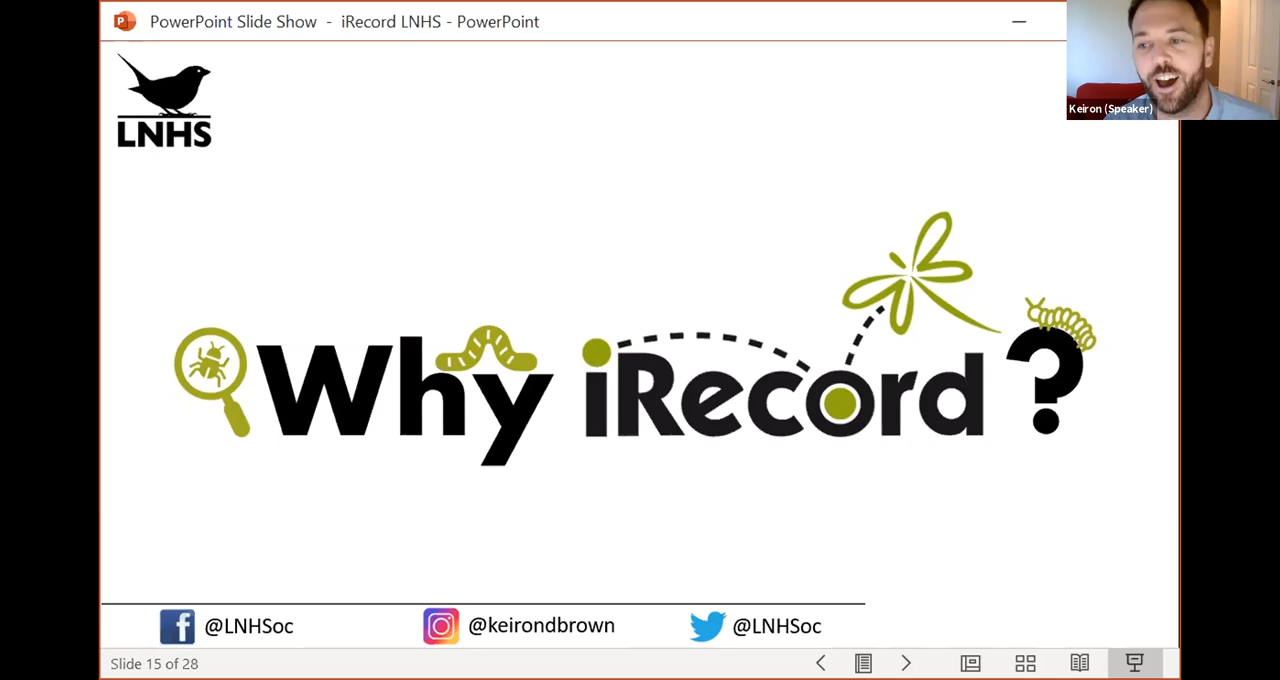 PowerPoint Slide Show - iRecord LNHS - PowerPoint
Keiron (Speaker)
LNHS
Why iRecord ?
@LNHSoc
@keirondbrown
@LNHSoc
Slide 15 of 28